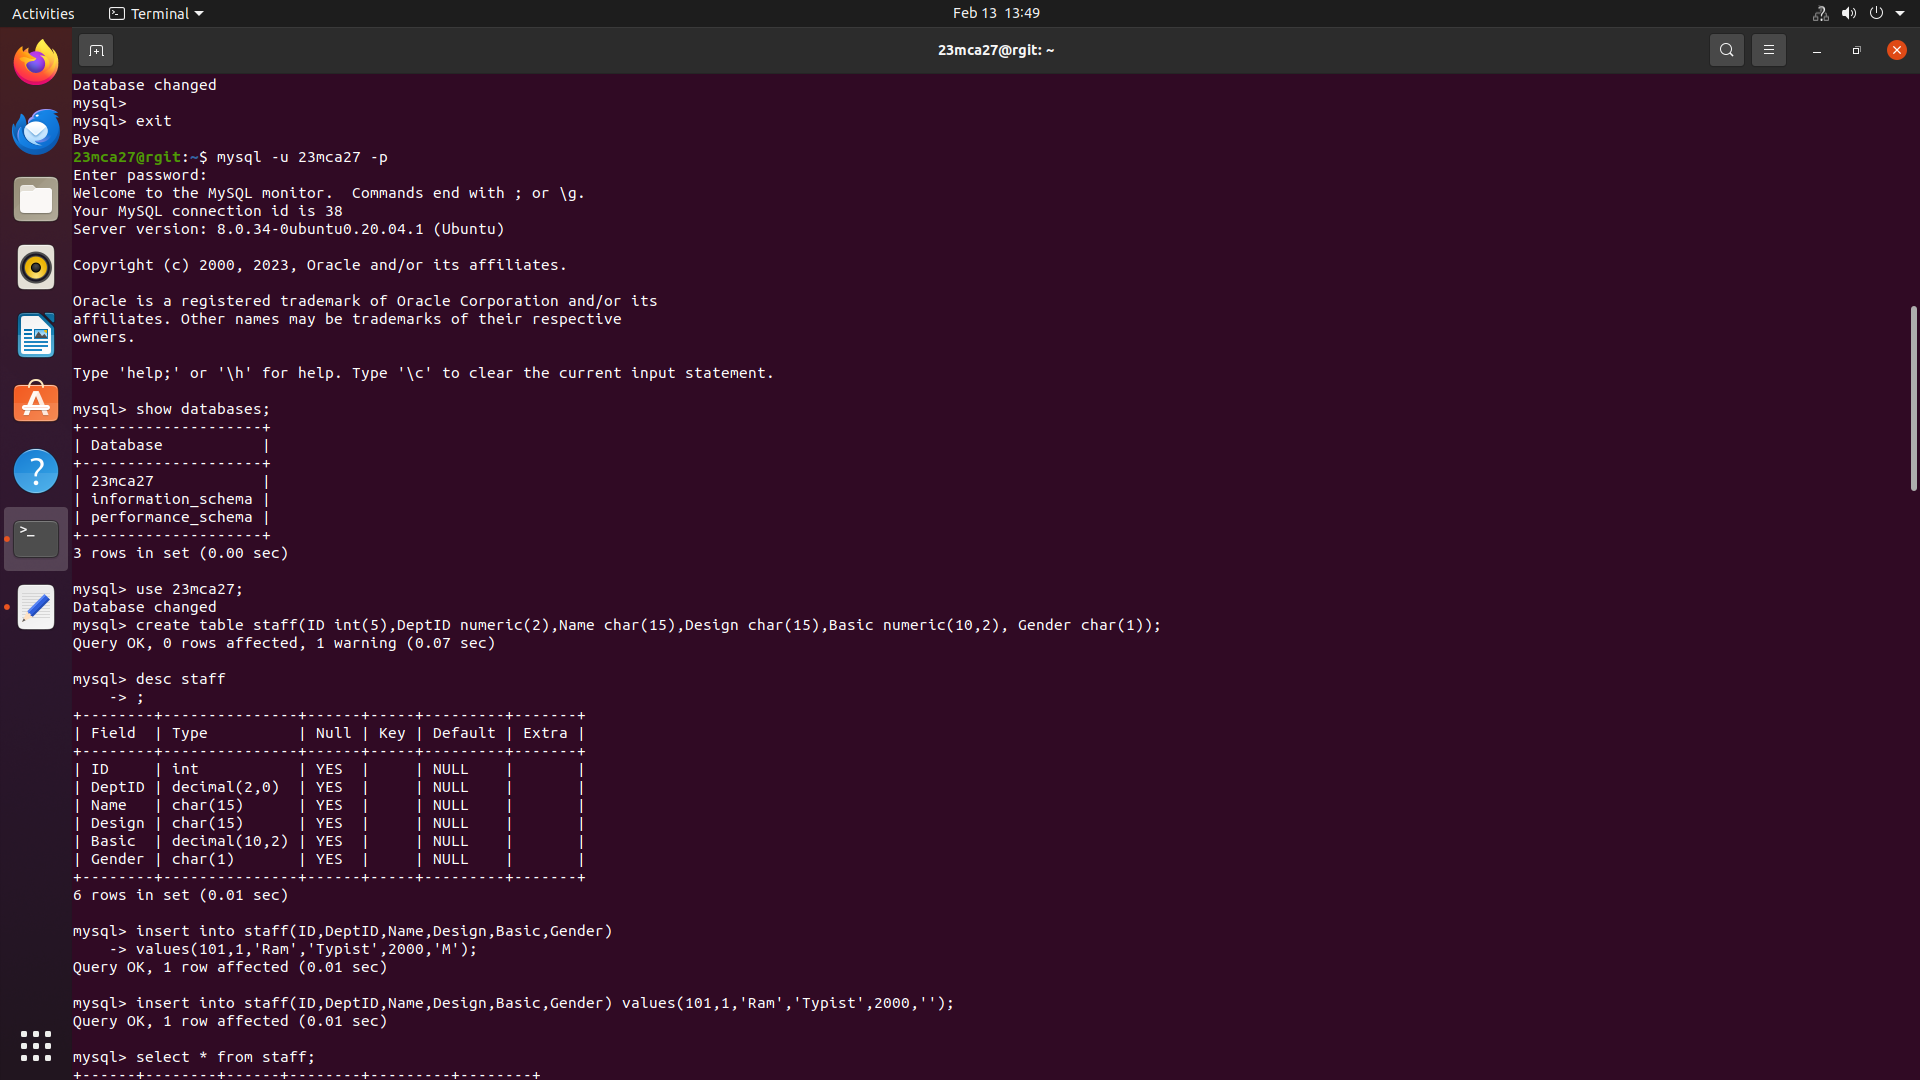 Activities
Terminal
Feb 13 13:49
23mca27@rgit: ~
Database changed
mysql>
mysql> exit
Bye
23mca27@rgit:~$ mysql -u 23mca27 -p
Enter password:
Welcome to the MySQL monitor.  Commands end with ; or \g.
Your MySQL connection id is 38
Server version: 8.0.34-0ubuntu0.20.04.1 (Ubuntu)
Copyright (c) 2000, 2023, Oracle and/or its affiliates.
Oracle is a registered trademark of Oracle Corporation and/or its
affiliates. Other names may be trademarks of their respective
owners.
Type 'help;' or '\h' for help. Type '\c' to clear the current input statement.
mysql> show databases;
+--------------------+
| Database           |
+--------------------+
| 23mca27            |
| information_schema |
| performance_schema |
+--------------------+
3 rows in set (0.00 sec)
mysql> use 23mca27;
Database changed
mysql> create table staff(ID int(5),DeptID numeric(2),Name char(15),Design char(15),Basic numeric(10,2), Gender char(1));
Query OK, 0 rows affected, 1 warning (0.07 sec)
mysql> desc staff
    -> ;
+--------+---------------+------+-----+---------+-------+
| Field  | Type          | Null | Key | Default | Extra |
+--------+---------------+------+-----+---------+-------+
| ID     | int           | YES  |     | NULL    |       |
| DeptID | decimal(2,0)  | YES  |     | NULL    |       |
| Name   | char(15)      | YES  |     | NULL    |       |
| Design | char(15)      | YES  |     | NULL    |       |
| Basic  | decimal(10,2) | YES  |     | NULL    |       |
| Gender | char(1)       | YES  |     | NULL    |       |
+--------+---------------+------+-----+---------+-------+
6 rows in set (0.01 sec)
mysql> insert into staff(ID,DeptID,Name,Design,Basic,Gender)
    -> values(101,1,'Ram','Typist',2000,'M');
Query OK, 1 row affected (0.01 sec)
mysql> insert into staff(ID,DeptID,Name,Design,Basic,Gender) values(101,1,'Ram','Typist',2000,'');
Query OK, 1 row affected (0.01 sec)
mysql> select * from staff;
+------+--------+------+--------+---------+--------+